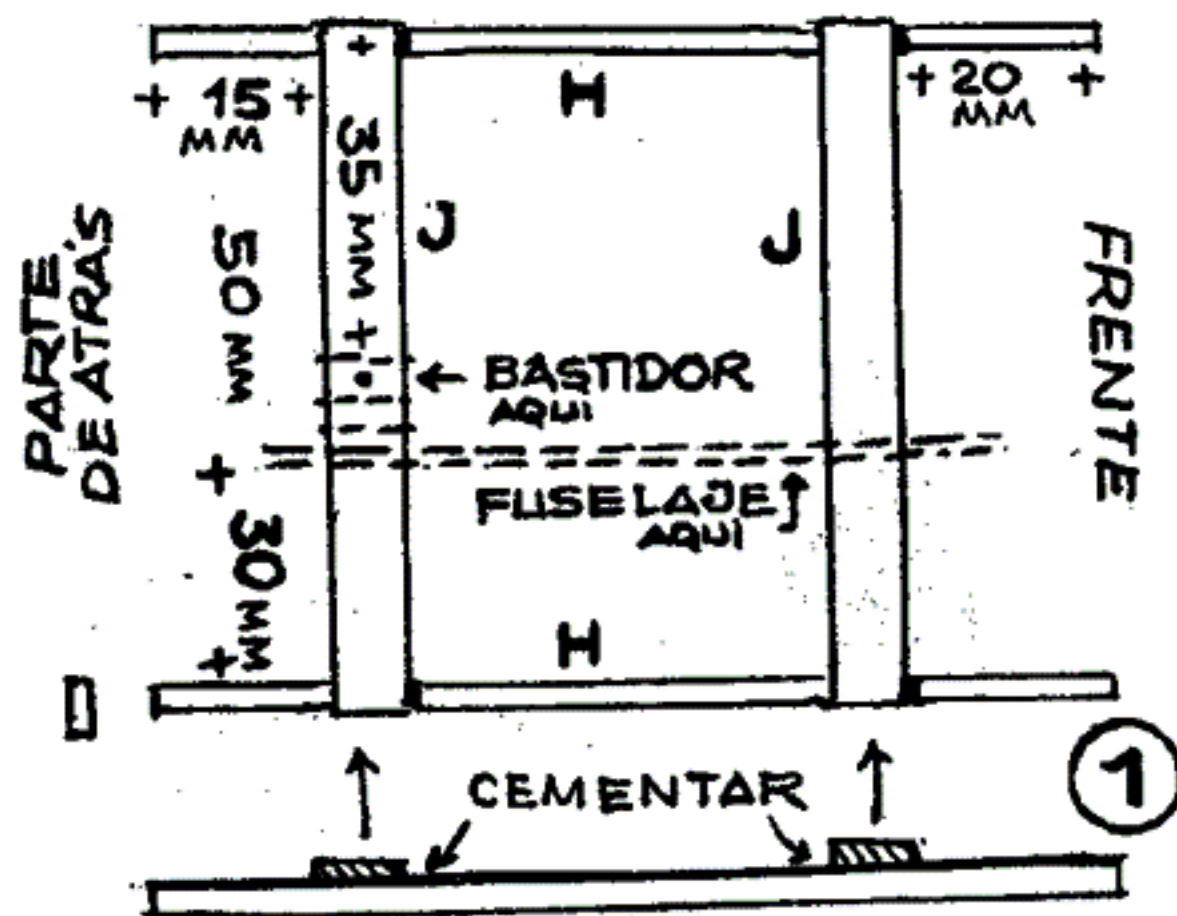 + 15 +
MM
+
35 MM +
H
+ 20 +
MM
J
J
PARTE
DE ATRÁS
50 MM
+
30 MM
+
FRENTE
← BASTIDOR
AQUI
FUSELAJE
AQUI
H
CEMENTAR
1